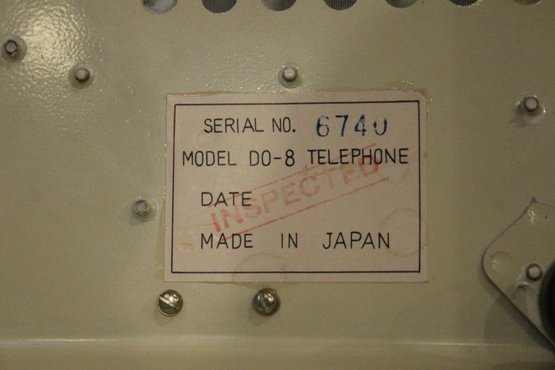 SERIAL NO. 6740
MODEL DO-8 TELEPHONE
INSPECTED
DATE
MADE IN JAPAN